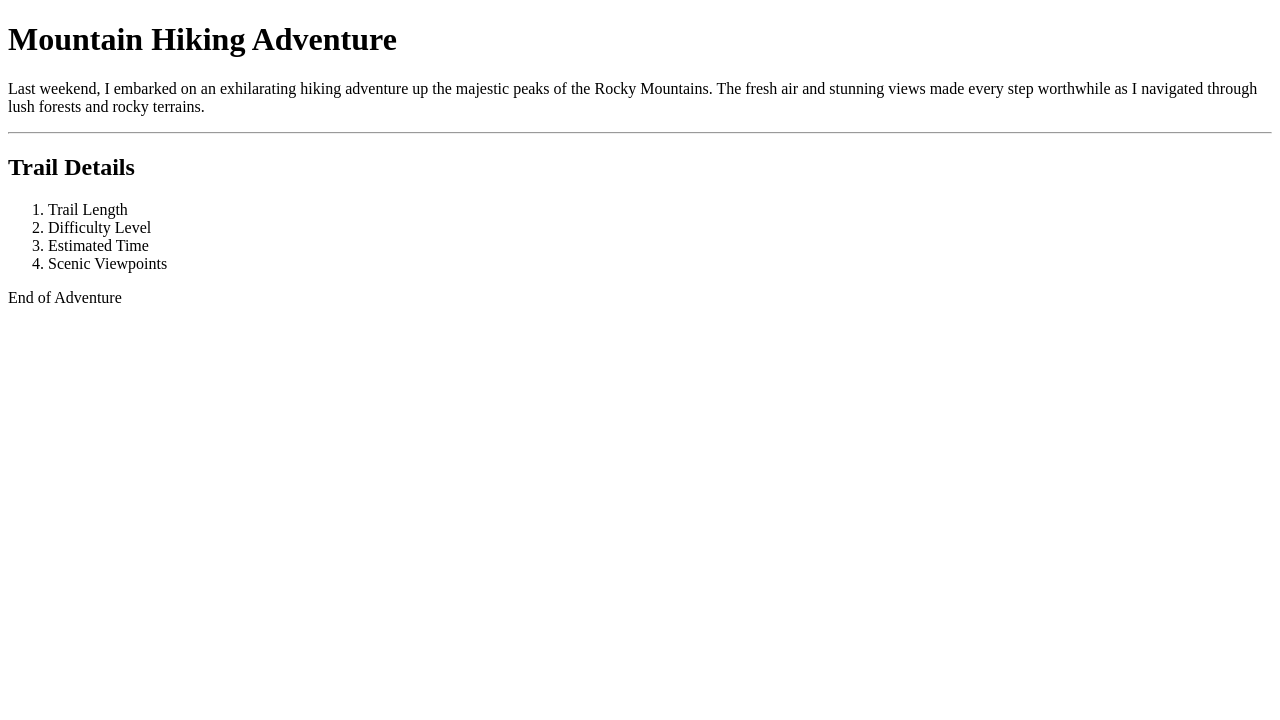 Mountain Hiking Adventure
Last weekend, I embarked on an exhilarating hiking adventure up the majestic peaks of the Rocky Mountains. The fresh air and stunning views made every step worthwhile as I navigated through
lush forests and rocky terrains.
Trail Details
1. Trail Length
2. Difficulty Level
3. Estimated Time
4. Scenic Viewpoints
End of Adventure